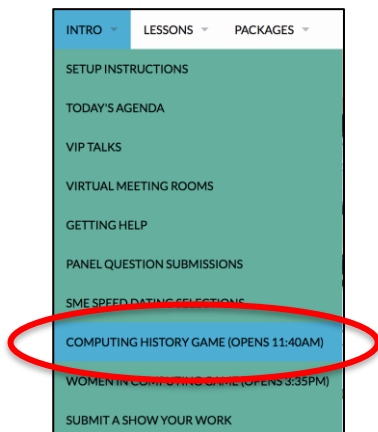 INTRO LESSONS PACKAGES
SETUP INSTRUCTIONS
TODAY'S AGENDA
VIP TALKS
VIRTUAL MEETING ROOMS
GETTING HELP
PANEL QUESTION SUBMISSIONS
SME SPEED DATING SELECTIONS
COMPUTING HISTORY GAME (OPENS 11:40AM)
WOMEN IN COMPUTING GAME (OPENS 3:35PM)
SUBMIT A SHOW YOUR WORK